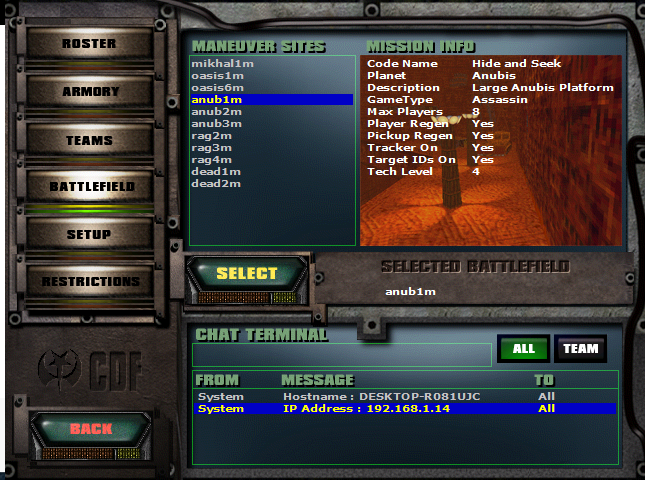 ROSTER
ARMORY
TEAMS
BATTLEFIELD
SETUP
RESTRICTIONS
CDF
BACK
MANEUVER SITES
mikhal1m
oasis1m
oasis6m
anub1m
anub2m
anub3m
rag2m
rag3m
rag4m
dead1m
dead2m
MISSION INFO
Code Name Hide and Seek
Planet Anubis
Description Large Anubis Platform
GameType Assassin
Max Players 8
Player Regen Yes
Pickup Regen Yes
Tracker On Yes
Target IDs On Yes
Tech Level 4
SELECT
SELECTED BATTLEFIELD
anub1m
CHAT TERMINAL
ALL TEAM
FROM MESSAGE TO
System Hostname : DESKTOP-R081UJC All
System IP Address : 192.168.1.14 All